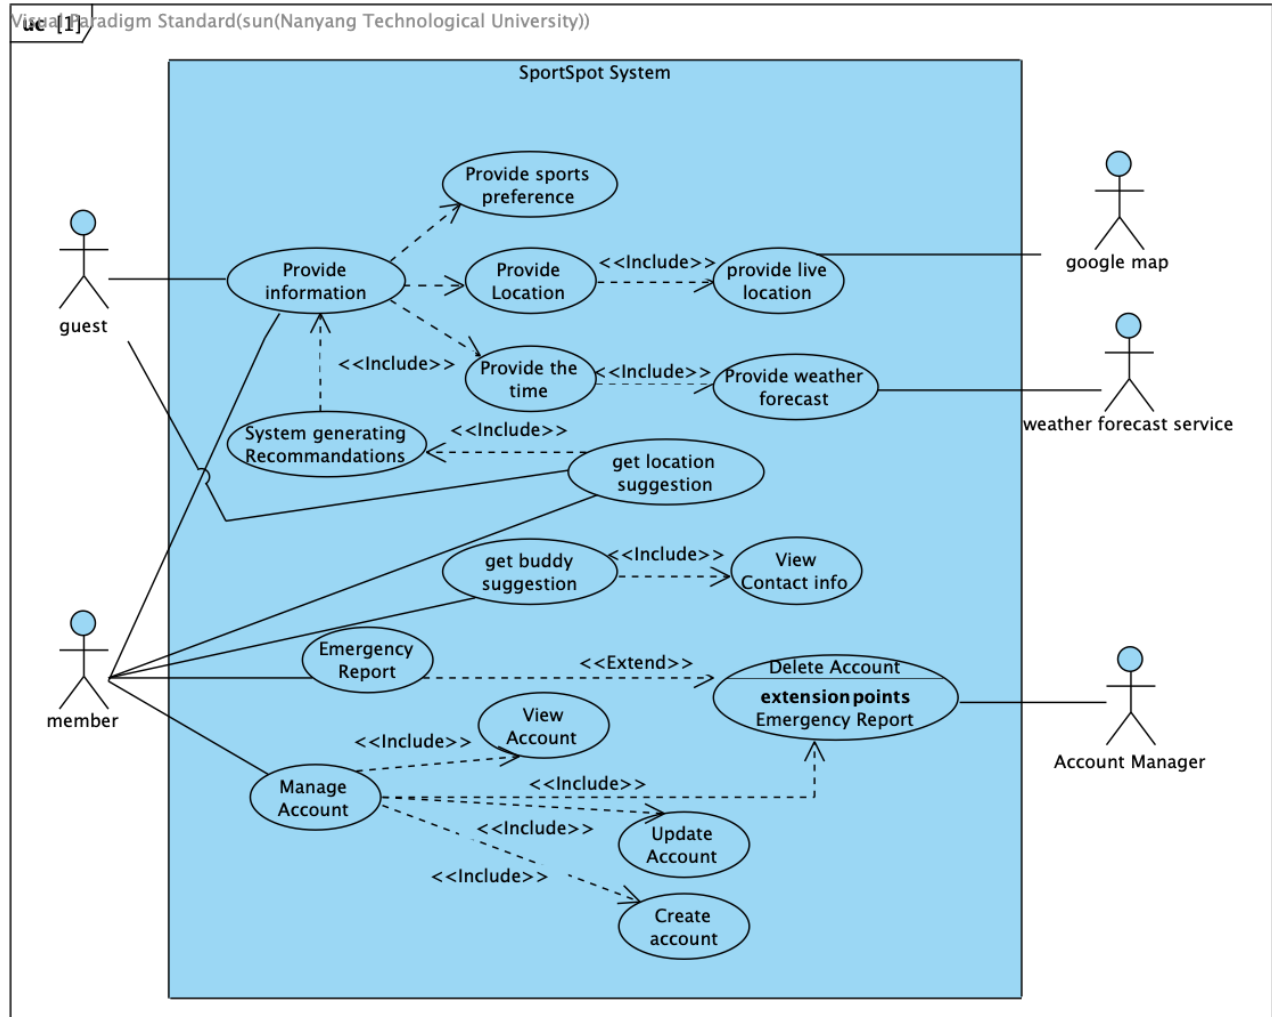 Visual Paradigm Standard(sun(Nanyang Technological University))
uc [1]
SportSpot System
Provide sports
preference
Provide
information
Provide
Location
<<Include>>
provide live
location
google map
guest
<<Include>>
Provide the
time
<<Include>>
Provide weather
forecast
weather forecast service
System generating
Recommandations
<<Include>>
get location
suggestion
get buddy
suggestion
<<Include>>
View
Contact info
Emergency
Report
<<Extend>>
Delete Account
extension points
Emergency Report
member
Account Manager
View
Account
<<Include>>
<<Include>>
Manage
Account
<<Include>>
Update
Account
<<Include>>
Create
account